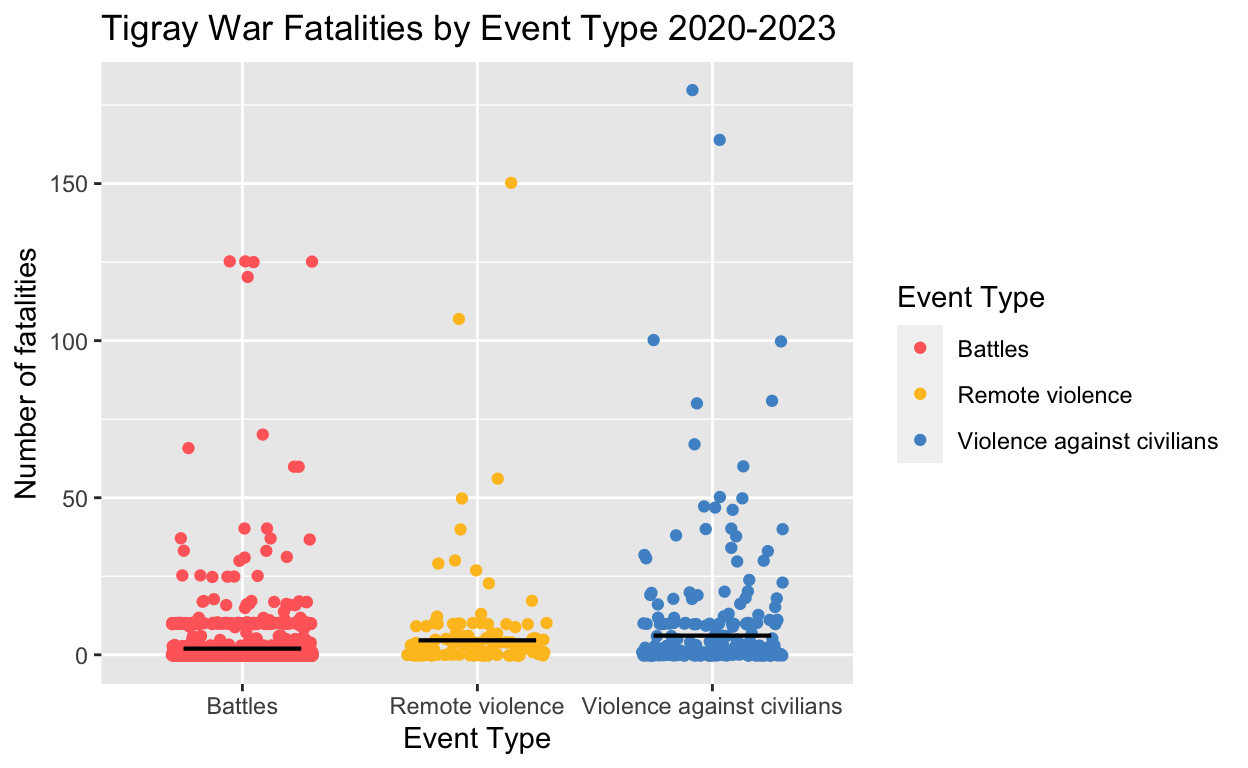 Tigray War Fatalities by Event Type 2020-2023
Number of fatalities
150
100
50
0
Battles
Remote violence
Violence against civilians
Event Type
Event Type
Battles
Remote violence
Violence against civilians